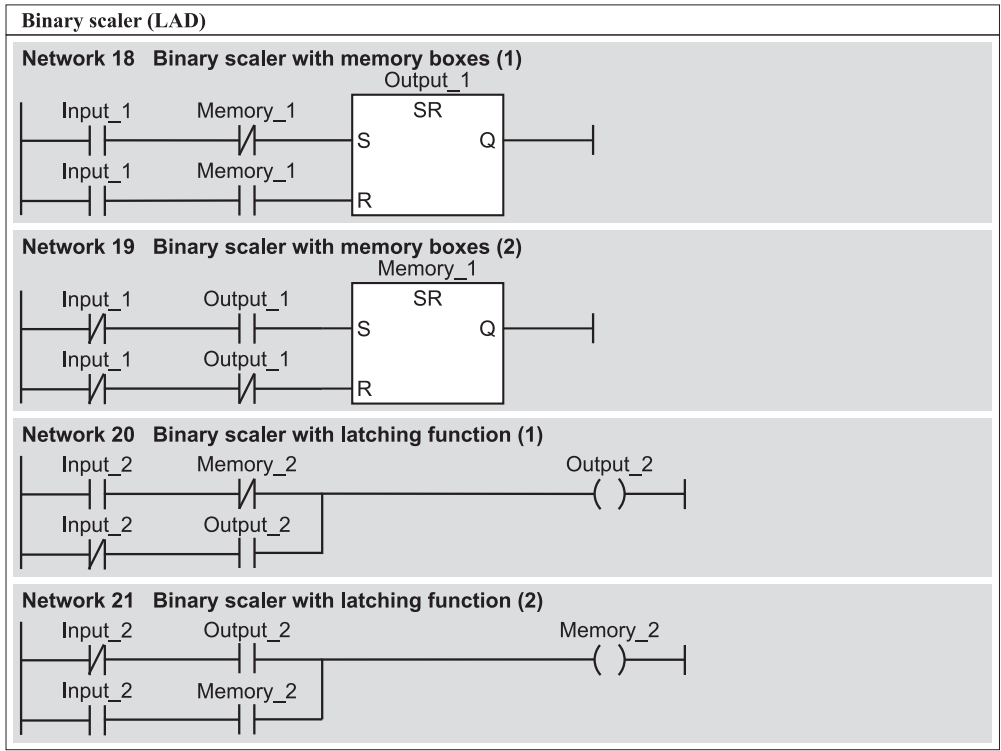 Binary scaler (LAD)
Network 18 Binary scaler with memory boxes (1)
Output_1
Input_1 Memory_1 SR
S Q
Input_1 Memory_1
R
Network 19 Binary scaler with memory boxes (2)
Memory_1
Input_1 Output_1 SR
S Q
Input_1 Output_1
R
Network 20 Binary scaler with latching function (1)
Input_2 Memory_2 Output_2
Input_2 Output_2
Network 21 Binary scaler with latching function (2)
Input_2 Output_2 Memory_2
Input_2 Memory_2